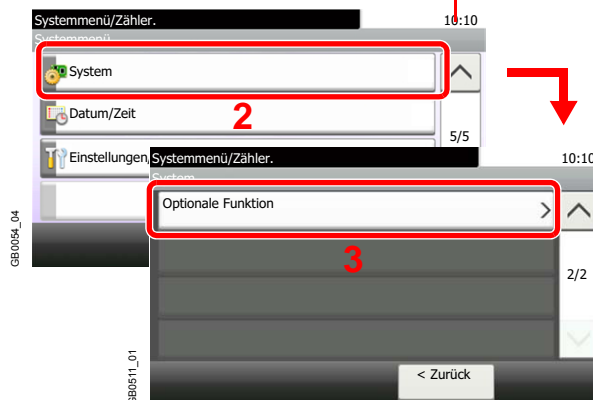 Systemmenü/Zähler.
10:10
Systemmenü
System
Datum/Zeit
2
5/5
Einstellungen/
Systemmenü/Zähler.
10:10
System
Optionale Funktion
3
2/2
< Zurück
GB0054_04
GB0511_01